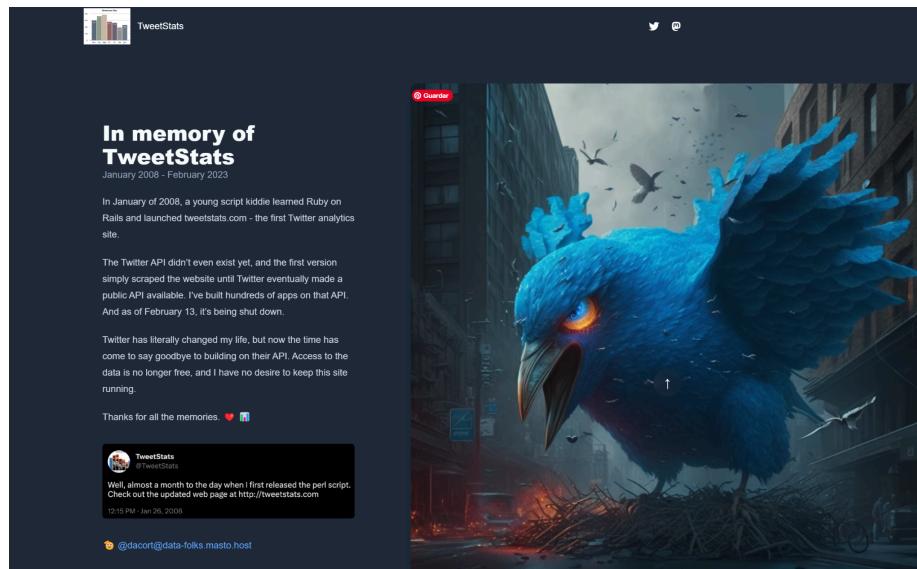 TweetStats
Guardar
In memory of
TweetStats
January 2008 - February 2023
In January of 2008, a young script kiddie learned Ruby on
Rails and launched tweetstats.com - the first Twitter analytics
site.
The Twitter API didn't even exist yet, and the first version
simply scraped the website until Twitter eventually made a
public API available. I've built hundreds of apps on that API.
And as of February 13, it's being shut down.
Twitter has literally changed my life, but now the time has
come to say goodbye to building on their API. Access to the
data is no longer free, and I have no desire to keep this site
running.
Thanks for all the memories. ❤️ 📊
TweetStats
@TweetStats
Well, almost a month to the day when I first released the perl script.
Check out the updated web page at http://tweetstats.com
12:15 PM · Jan 26, 2008
@dacort@data-folks.masto.host